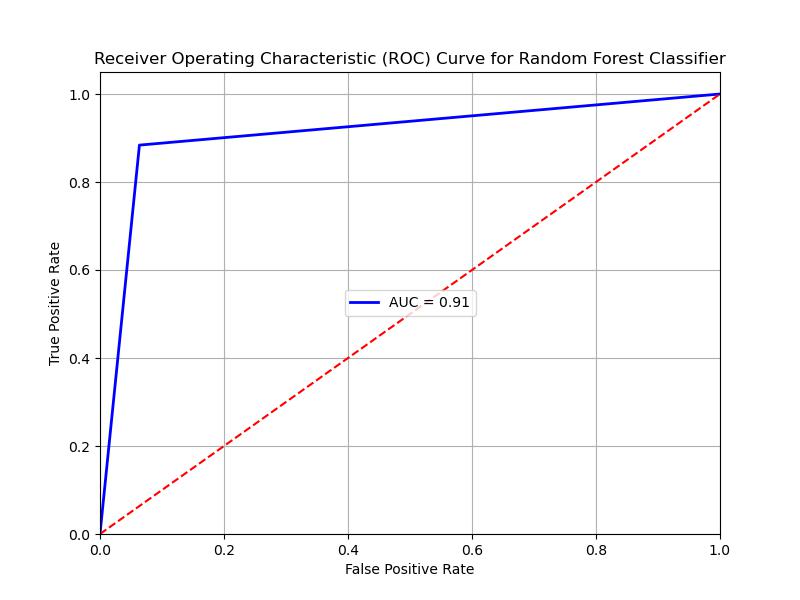 Receiver Operating Characteristic (ROC) Curve for Random Forest Classifier
1.0
0.8
0.6
0.4
0.2
0.0
True Positive Rate
AUC = 0.91
0.0 0.2 0.4 0.6 0.8 1.0
False Positive Rate